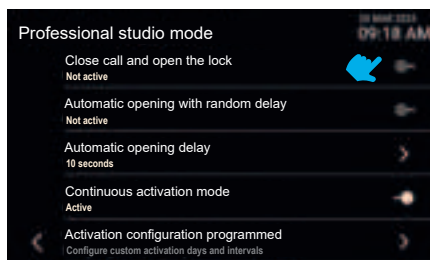 Professional studio mode
09:18 AM
Close call and open the lock
Not active
Automatic opening with random delay
Not active
Automatic opening delay
10 seconds
Continuous activation mode
Active
Activation configuration programmed
Configure custom activation days and intervals